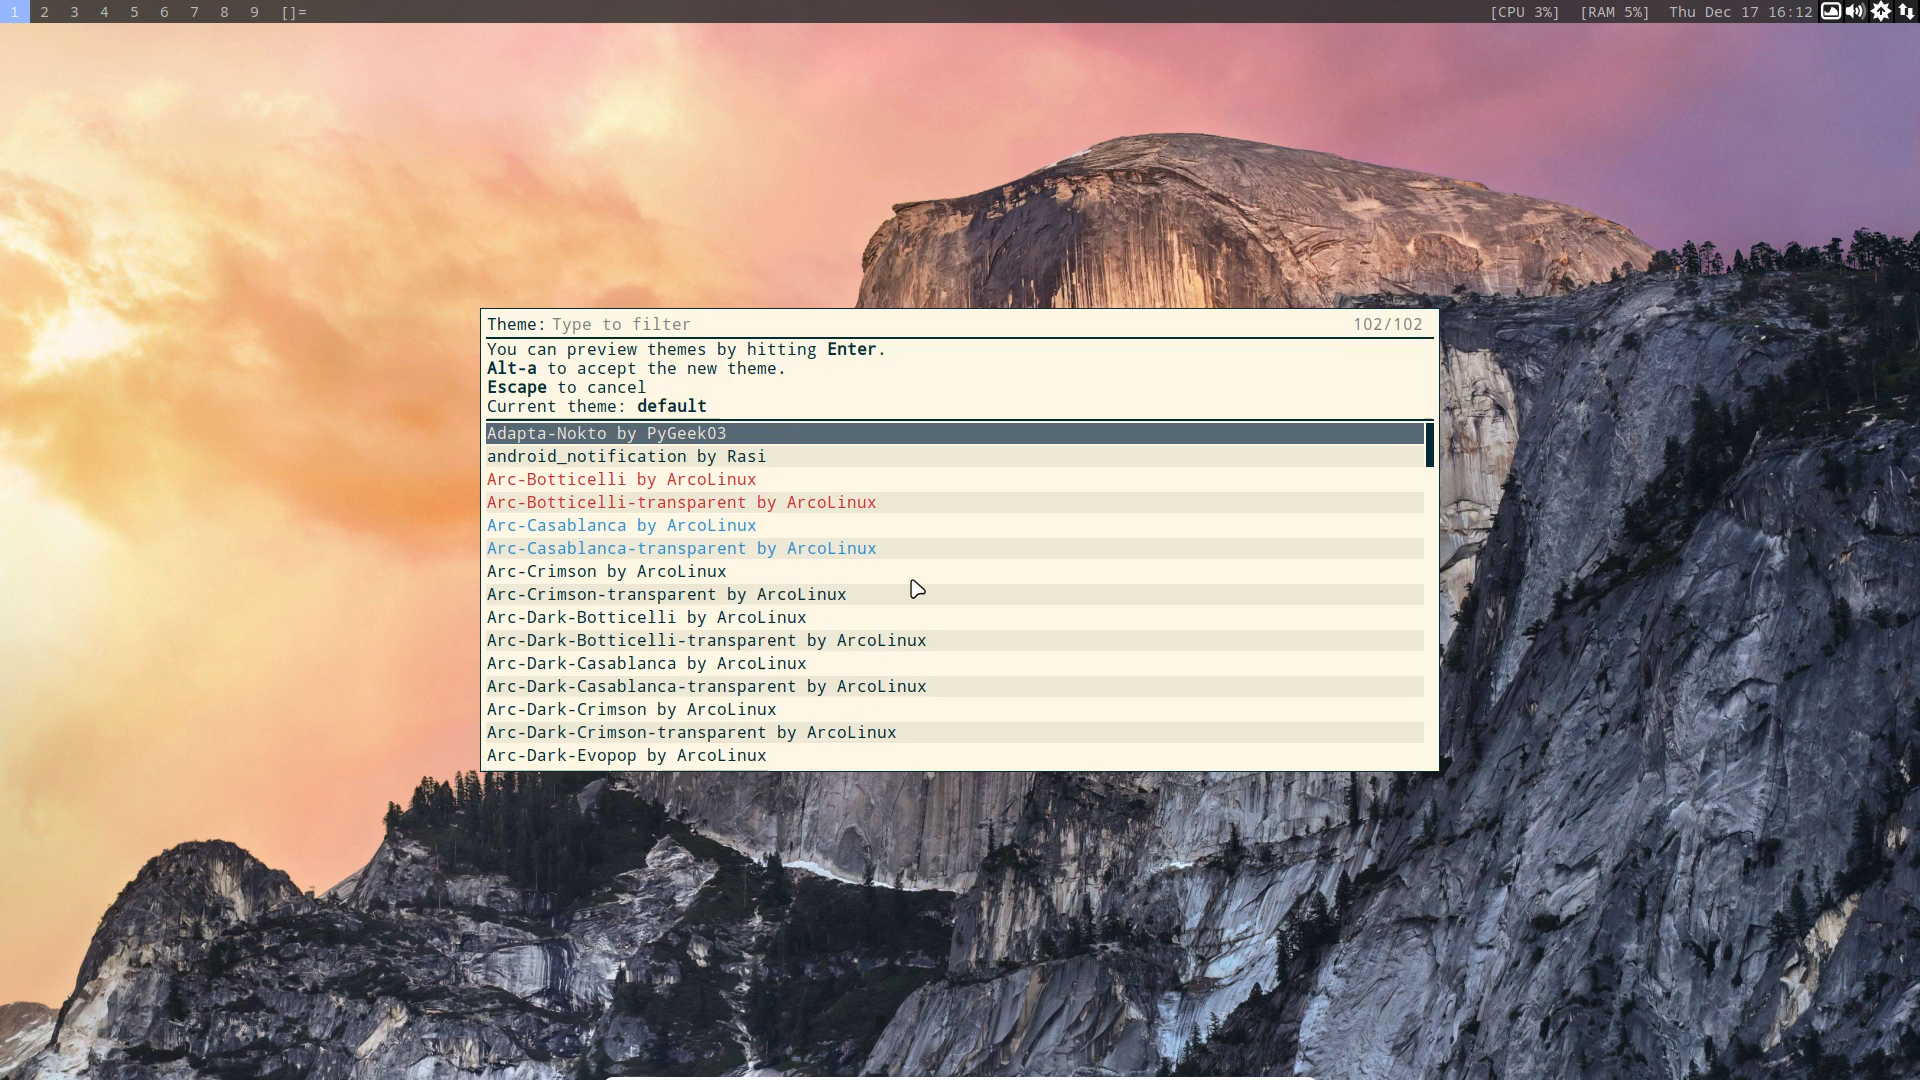 1 2 3 4 5 6 7 8 9 []= [CPU 3%] [RAM 5%] Thu Dec 17 16:12
Theme: Type to filter 102/102
You can preview themes by hitting Enter.
Alt-a to accept the new theme.
Escape to cancel
Current theme: default
Adapta-Nokto by PyGeek03
android_notification by Rasi
Arc-Botticelli by ArcoLinux
Arc-Botticelli-transparent by ArcoLinux
Arc-Casablanca by ArcoLinux
Arc-Casablanca-transparent by ArcoLinux
Arc-Crimson by ArcoLinux
Arc-Crimson-transparent by ArcoLinux
Arc-Dark-Botticelli by ArcoLinux
Arc-Dark-Botticelli-transparent by ArcoLinux
Arc-Dark-Casablanca by ArcoLinux
Arc-Dark-Casablanca-transparent by ArcoLinux
Arc-Dark-Crimson by ArcoLinux
Arc-Dark-Crimson-transparent by ArcoLinux
Arc-Dark-Evopop by ArcoLinux